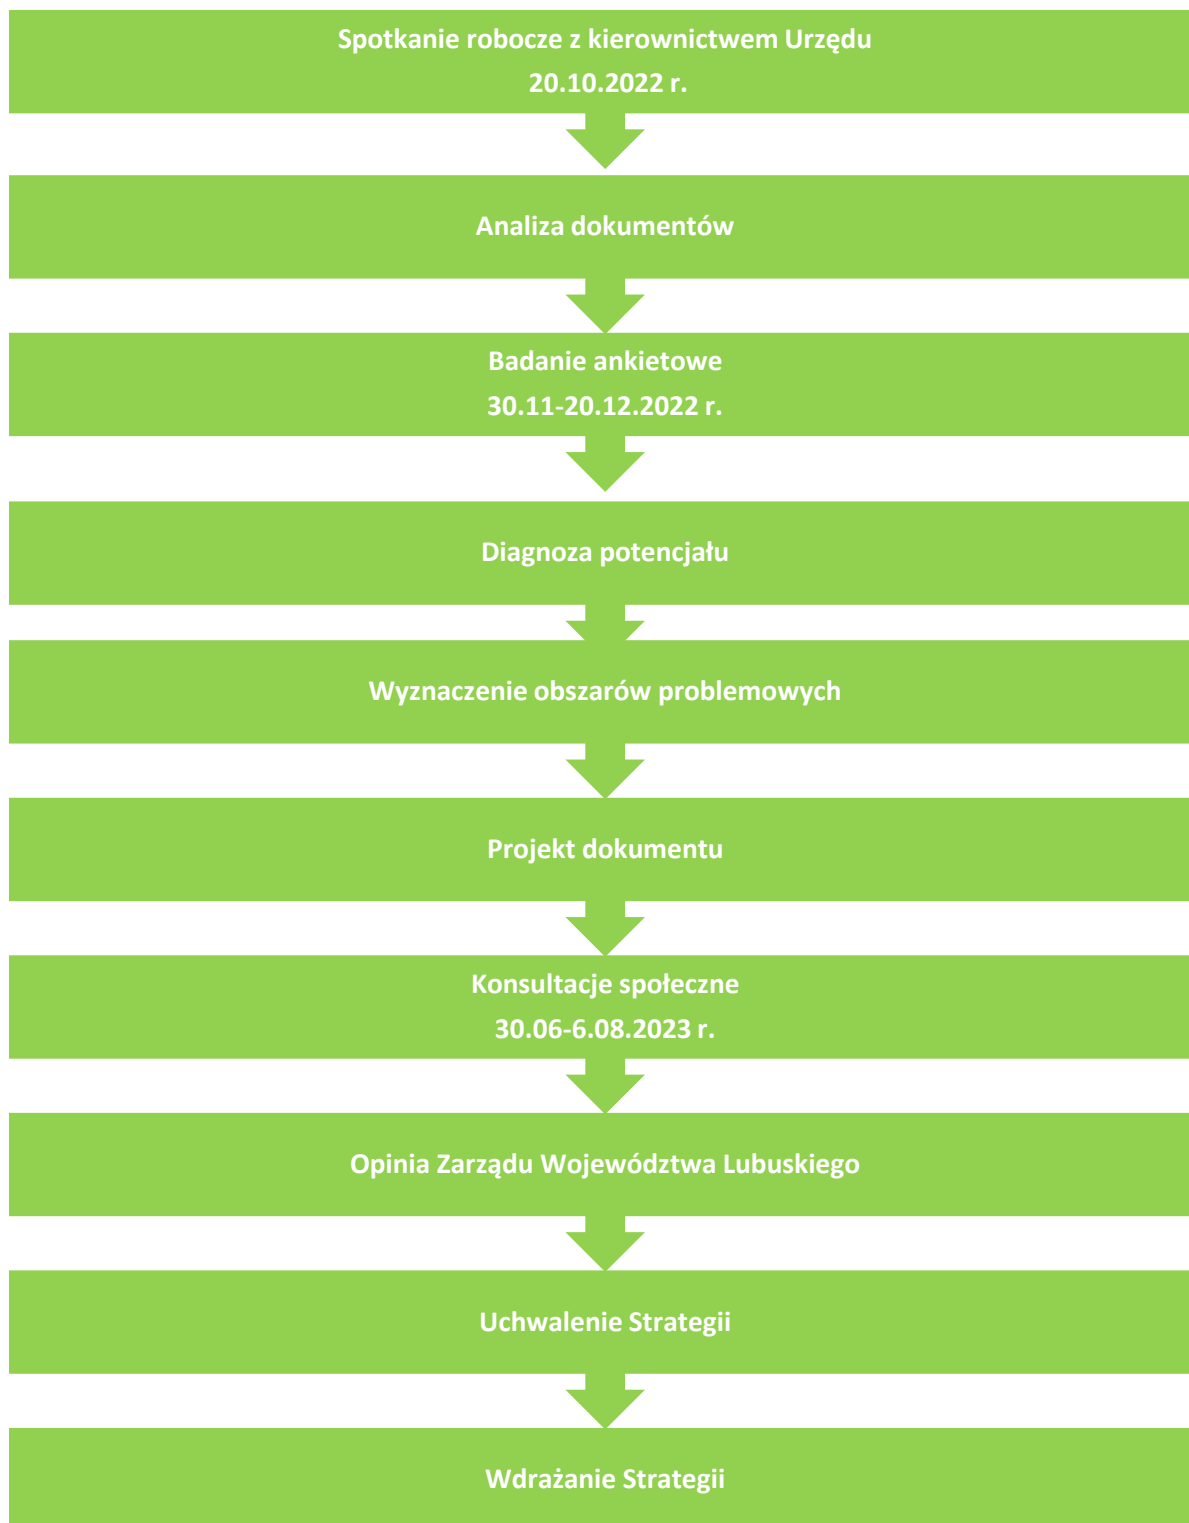 Spotkanie robocze z kierownictwem Urzędu
20.10.2022 r.
Analiza dokumentów
Badanie ankietowe
30.11-20.12.2022 r.
Diagnoza potencjału
Wyznaczenie obszarów problemowych
Projekt dokumentu
Konsultacje społeczne
30.06-6.08.2023 r.
Opinia Zarządu Województwa Lubuskiego
Uchwalenie Strategii
Wdrażanie Strategii